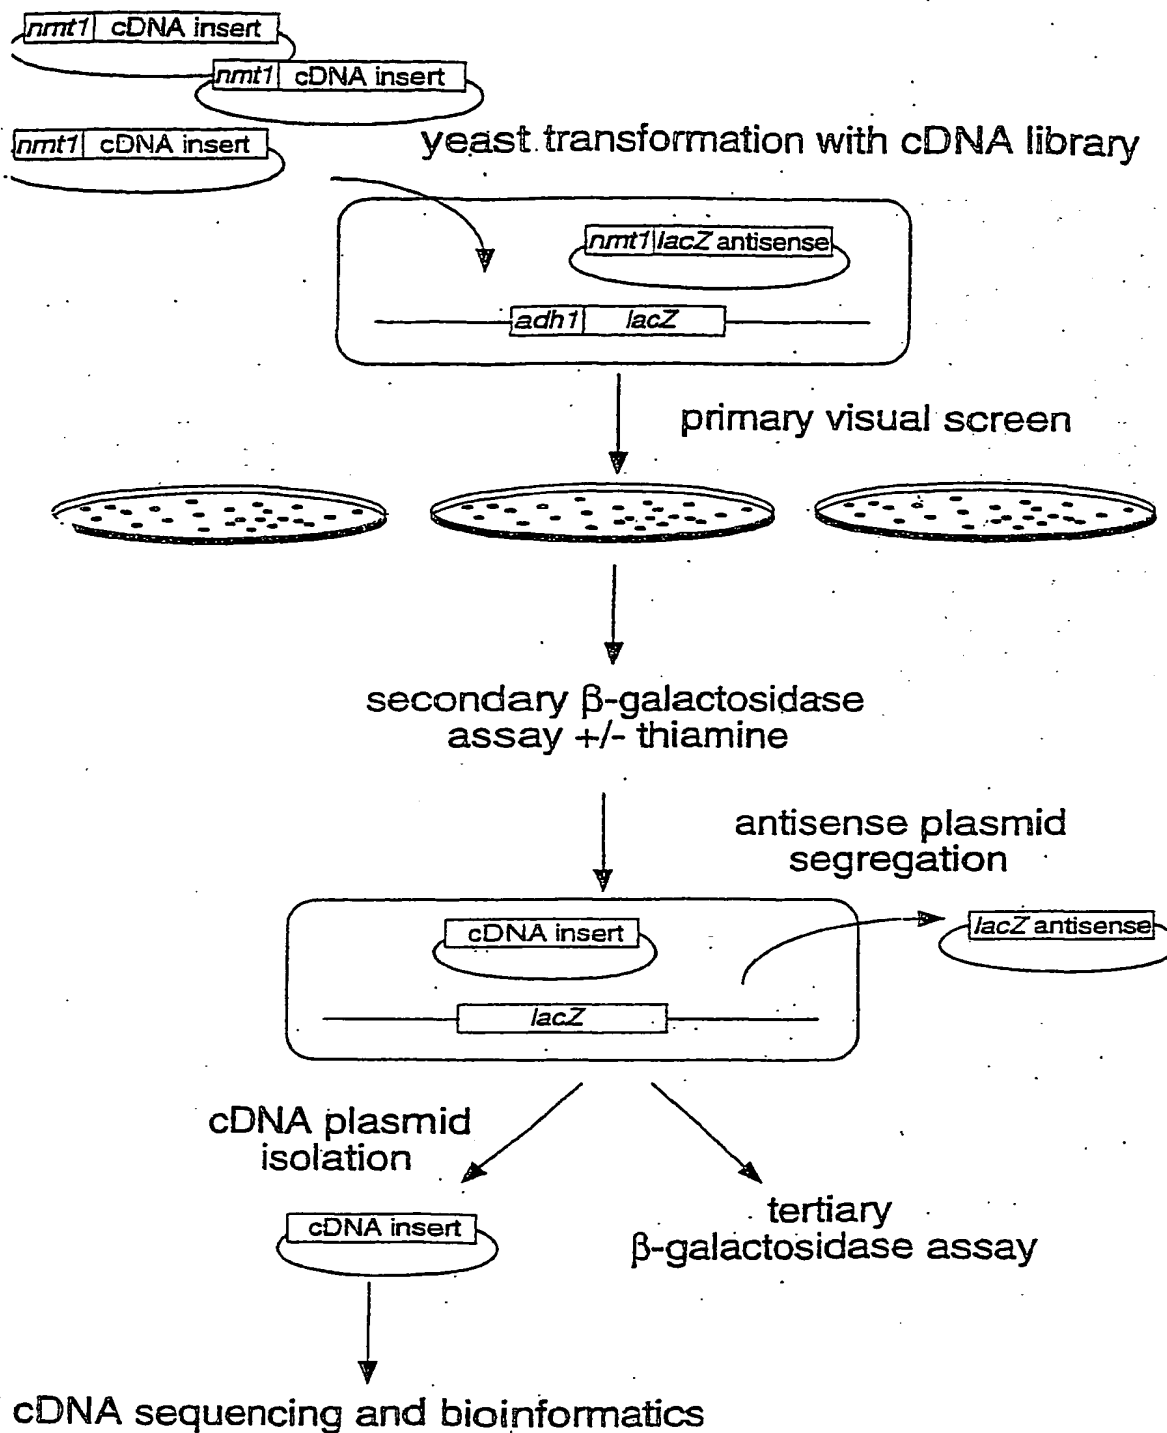 nmt1 cDNA insert
nmt1 cDNA insert
nmt1 cDNA insert
yeast transformation with cDNA library
nmt1 lacZ antisense
adh1 lacZ
primary visual screen
secondary β-galactosidase
assay +/- thiamine
antisense plasmid
segregation
cDNA insert
lacZ antisense
lacZ
cDNA plasmid
isolation
cDNA insert
tertiary
β-galactosidase assay
cDNA sequencing and bioinformatics